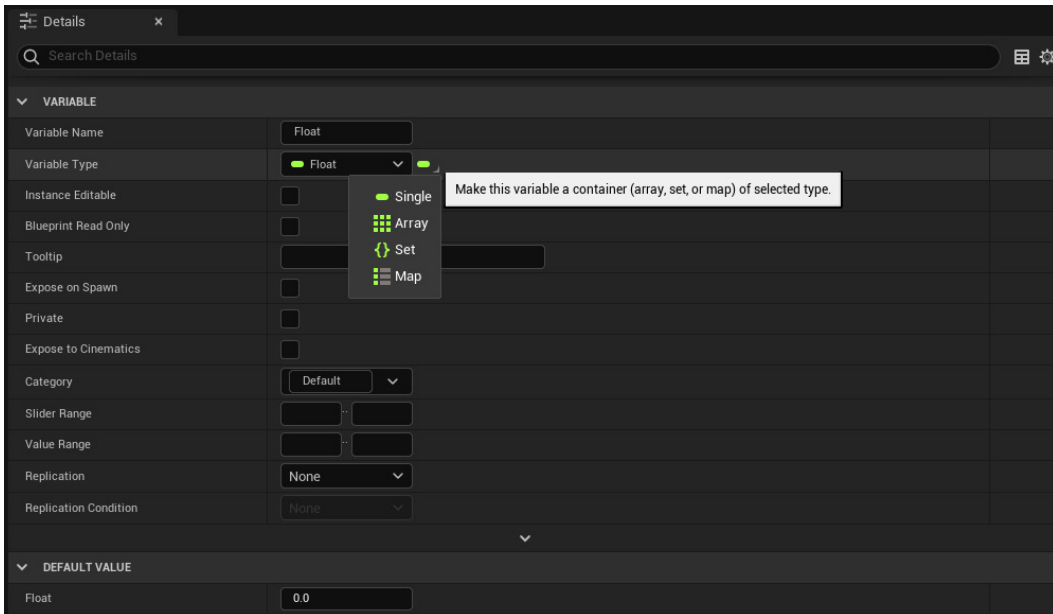 Details ×
Search Details
VARIABLE
Variable Name Float
Variable Type Float
Make this variable a container (array, set, or map) of selected type.
Instance Editable
Single
Blueprint Read Only
Array
Tooltip
Set
Expose on Spawn
Map
Private
Expose to Cinematics
Category Default
Slider Range ..
Value Range ..
Replication None
Replication Condition None
DEFAULT VALUE
Float 0.0